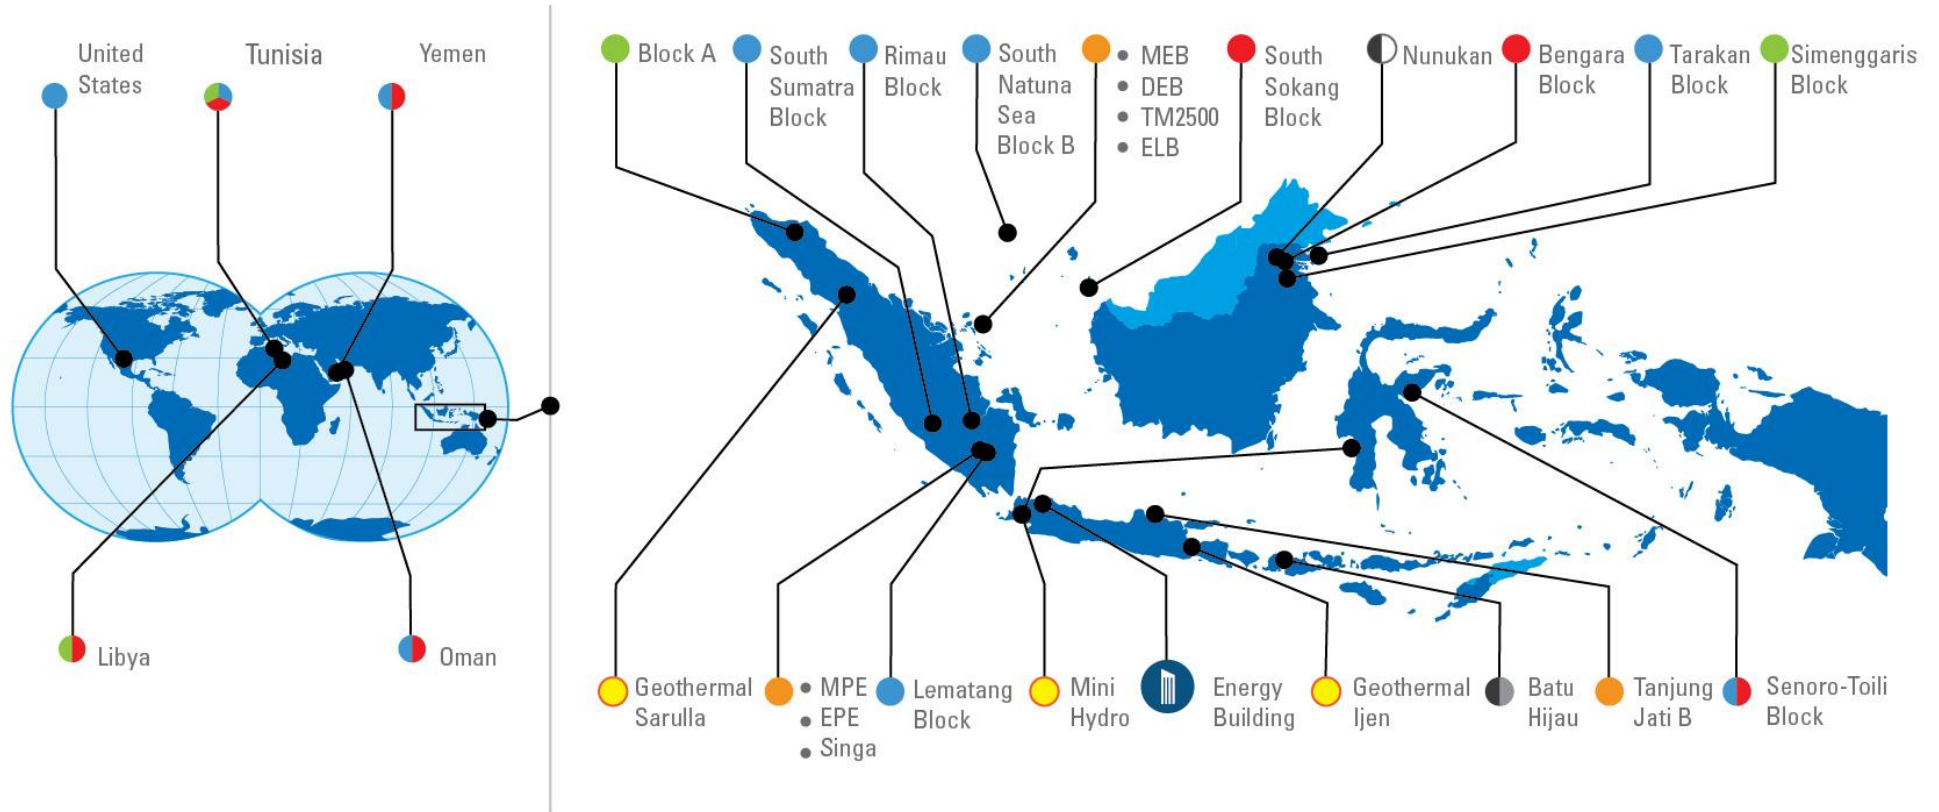 United
States
Tunisia
Yemen
Libya
Oman
Block A
South
Sumatra
Block
Rimau
Block
South
Natuna
Sea
Block B
• MEB
• DEB
• TM2500
• ELB
South
Sokang
Block
Nunukan
Bengara
Block
Tarakan
Block
Simenggaris
Block
Geothermal
Sarulla
• MPE
• EPE
• Singa
Lematang
Block
Mini
Hydro
Energy
Building
Geothermal
Ijen
Batu
Hijau
Tanjung
Jati B
Senoro-Toili
Block